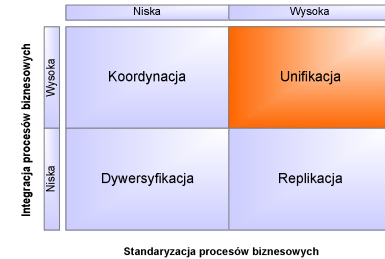 Niska Wysoka
Integracja procesów biznesowych
Wysoka
Koordynacja Unifikacja
Niska
Dywersyfikacja Replikacja
Standaryzacja procesów biznesowych